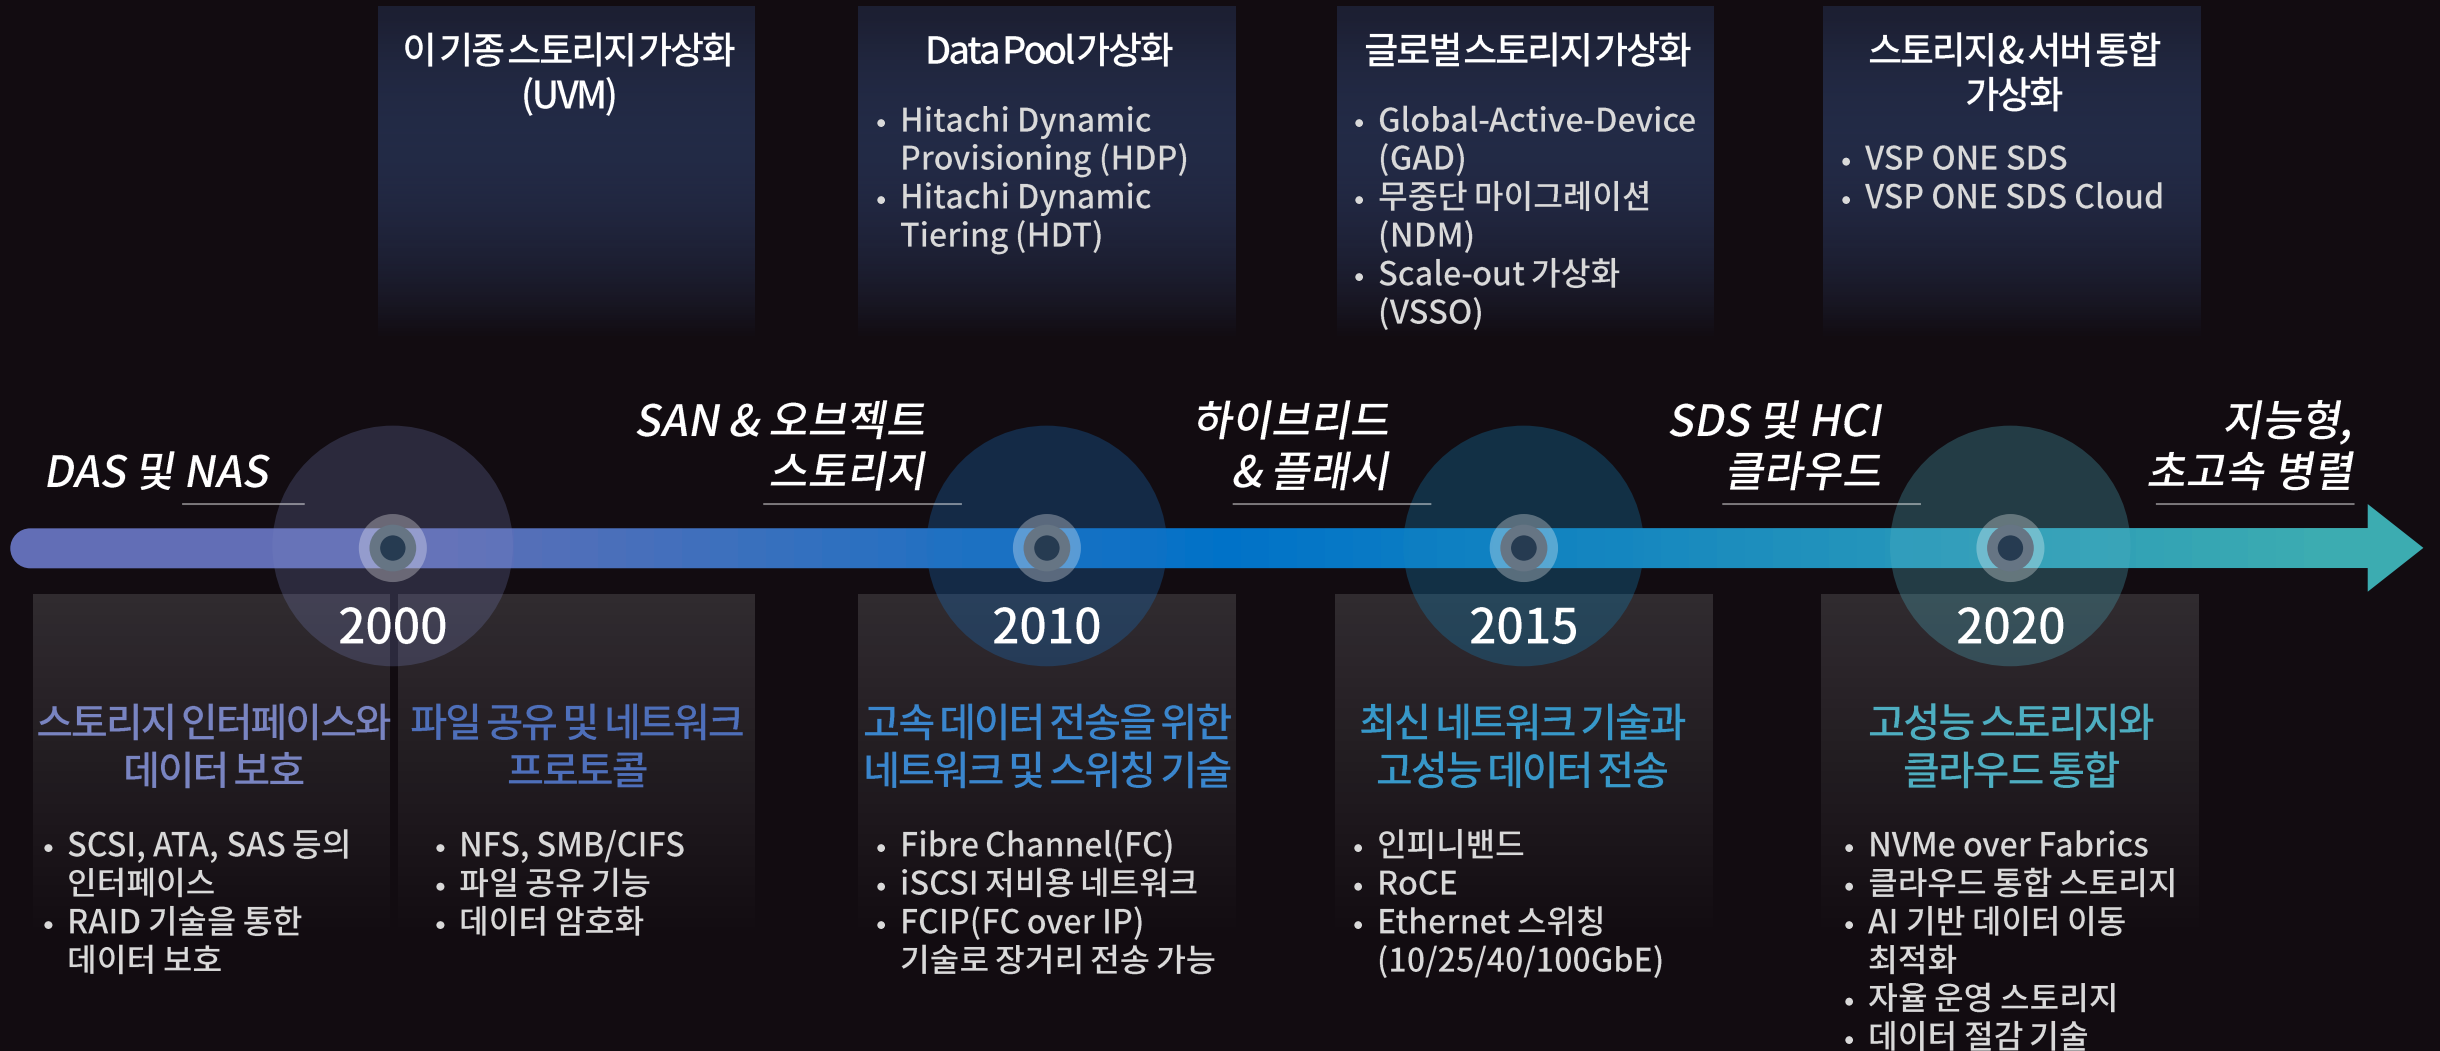 이 기종 스토리지 가상화
(UVM)
Data Pool 가상화
• Hitachi Dynamic
Provisioning (HDP)
• Hitachi Dynamic
Tiering (HDT)
글로벌 스토리지 가상화
• Global-Active-Device
(GAD)
• 무중단 마이그레이션
(NDM)
• Scale-out 가상화
(VSSO)
스토리지 & 서버 통합
가상화
• VSP ONE SDS
• VSP ONE SDS Cloud
DAS 및 NAS
SAN & 오브젝트
스토리지
하이브리드
& 플래시
SDS 및 HCI
클라우드
지능형,
초고속 병렬
2000
2010
2015
2020
스토리지 인터페이스와
데이터 보호
• SCSI, ATA, SAS 등의
인터페이스
• RAID 기술을 통한
데이터 보호
파일 공유 및 네트워크
프로토콜
• NFS, SMB/CIFS
• 파일 공유 기능
• 데이터 암호화
고속 데이터 전송을 위한
네트워크 및 스위칭 기술
• Fibre Channel(FC)
• iSCSI 저비용 네트워크
• FCIP(FC over IP)
기술로 장거리 전송 가능
최신 네트워크 기술과
고성능 데이터 전송
• 인피니밴드
• RoCE
• Ethernet 스위칭
(10/25/40/100GbE)
고성능 스토리지와
클라우드 통합
• NVMe over Fabrics
• 클라우드 통합 스토리지
• AI 기반 데이터 이동
최적화
• 자율 운영 스토리지
• 데이터 절감 기술